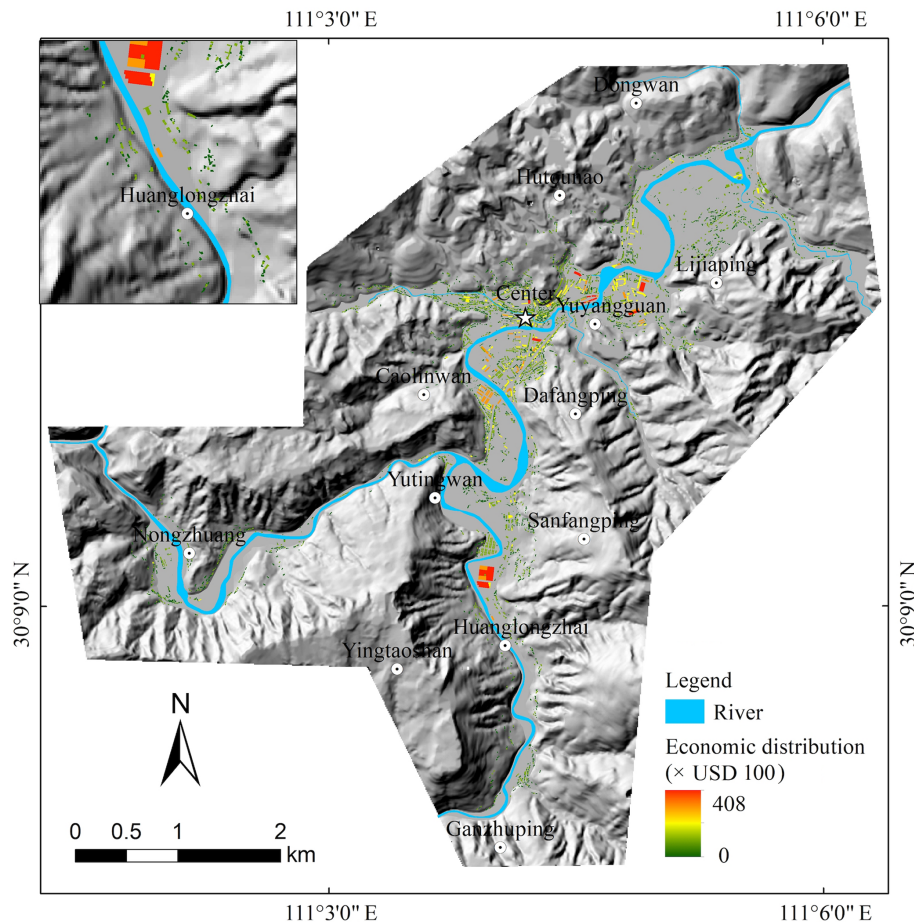 111°3'0" E
111°6'0" E
Dongwan
Hutounao
Huanglongzhai
Lijiaping
Center
Yuyangguan
Caolinwan
Dafangping
Yutingwan
Sanfangping
Nongzhuang
30°9'0" N
30°9'0" N
Huanglongzhai
Yingtaoshan
Legend
River
N
Economic distribution
(× USD 100)
408
0
0 0.5 1 2
km
Ganzhuping
111°3'0" E
111°6'0" E